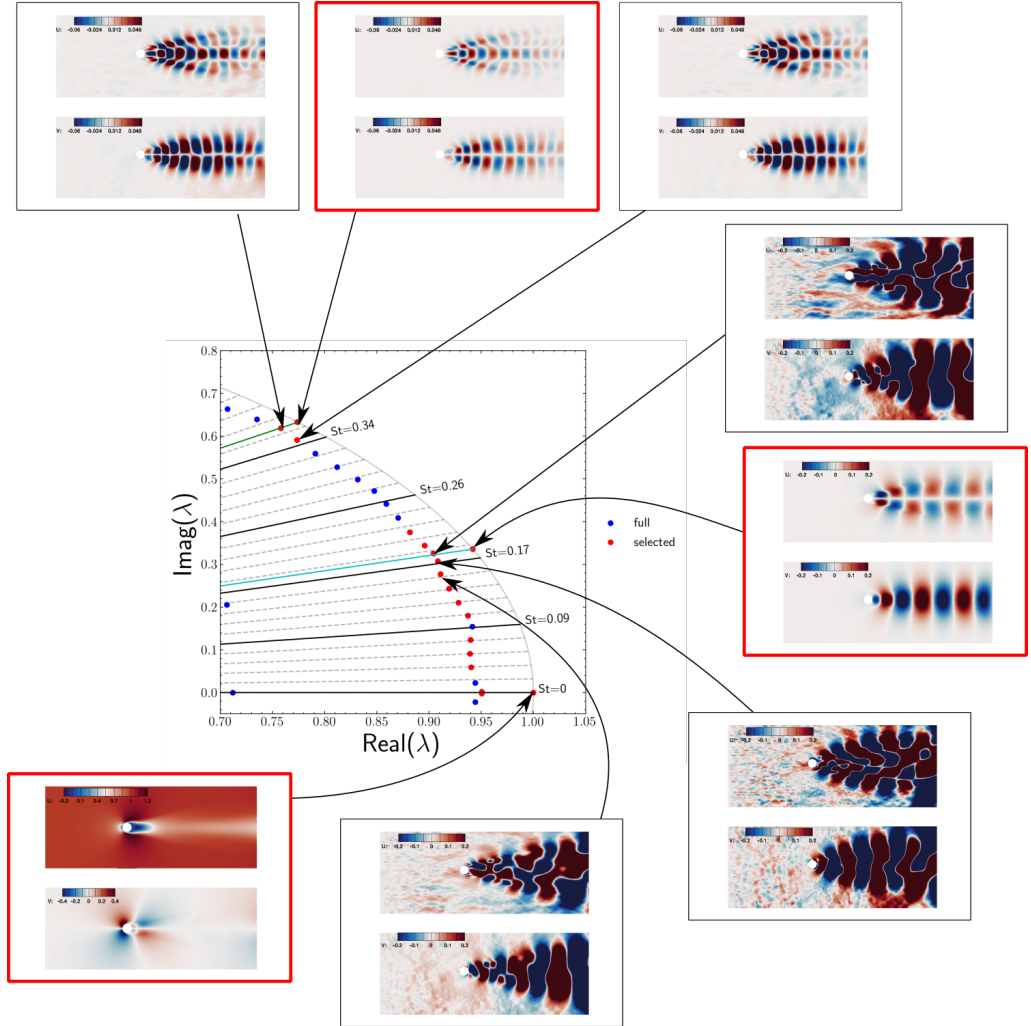 U: -0.06 -0.024 0.012 0.048
U: -0.06 -0.024 0.012 0.048
U: -0.06 -0.024 0.012 0.048
V: -0.06 -0.024 0.012 0.048
V: -0.06 -0.024 0.012 0.048
V: -0.06 -0.024 0.012 0.048
U: -0.2 -0.1 0 0.1 0.2
V: -0.2 -0.1 0 0.1 0.2
0.8
0.7
0.6
0.5
0.4
0.3
0.2
0.1
0.0
Imag(λ)
0.70 0.75 0.80 0.85 0.90 0.95 1.00 1.05
Real(λ)
St=0.34
St=0.26
St=0.17
St=0.09
St=0
full
selected
U: -0.2 -0.1 0 0.1 0.2
V: -0.2 -0.1 0 0.1 0.2
U: -0.2 -0.1 0 0.1 0.2
V: -0.2 -0.1 0 0.1 0.2
U: -0.2 0.1 0.4 0.7 1 1.3
V: -0.4 -0.2 0 0.2 0.4
U: -0.2 -0.1 0 0.1 0.2
V: -0.2 -0.1 0 0.1 0.2